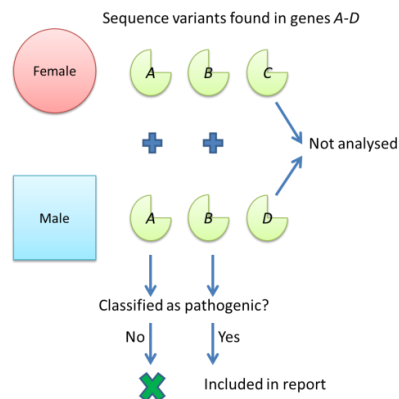 Sequence variants found in genes A-D
Female
A B C
Not analysed
Male
A B D
Classified as pathogenic?
No Yes
Included in report